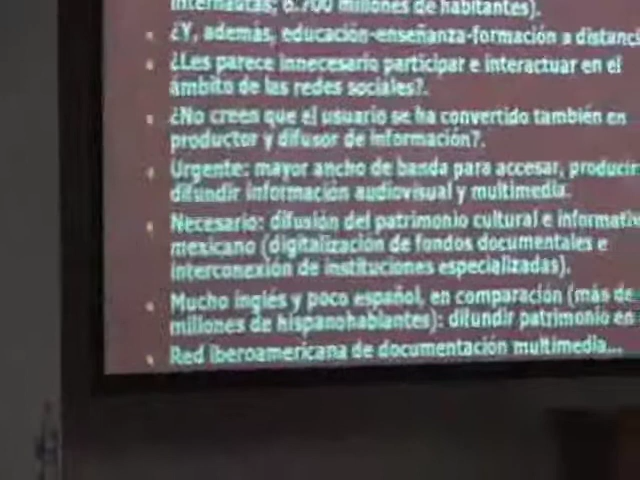 internautas; 6.700 millones de habitantes).
¿Y, además, educación-enseñanza-formación a distanci
¿Les parece innecesario participar e interactuar en el
ámbito de las redes sociales?.
¿No creen que el usuario se ha convertido también en
productor y difusor de información?.
Urgente: mayor ancho de banda para accesar, producir
difundir información audiovisual y multimedia.
Necesario: difusión del patrimonio cultural e informativ
mexicano (digitalización de fondos documentales e
interconexión de instituciones especializadas).
Mucho inglés y poco español, en comparación (más de
millones de hispanohablantes): difundir patrimonio en
Red Iberoamericana de documentación multimedia...